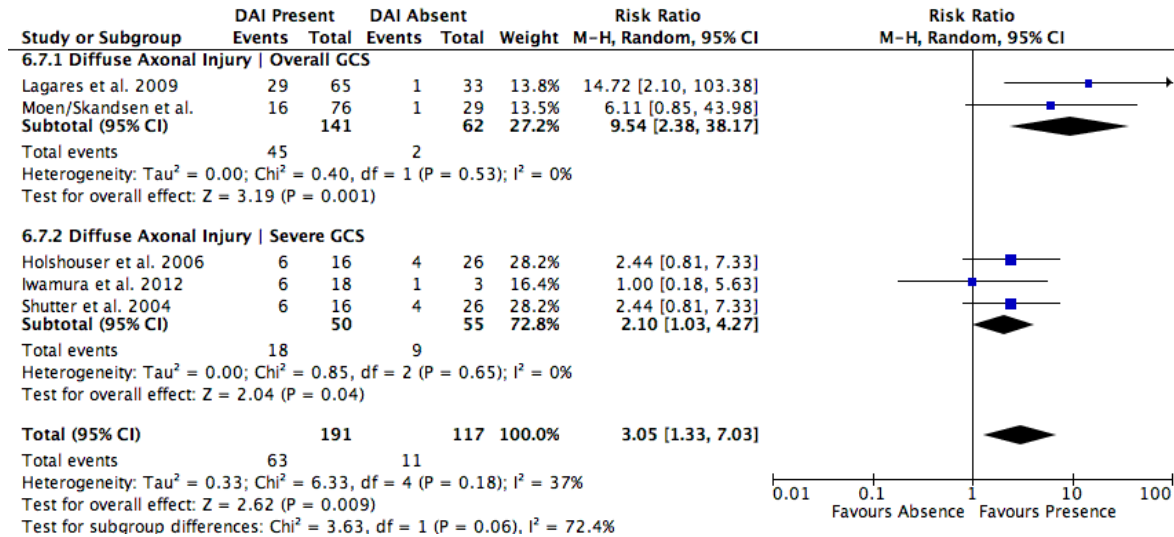 DAI Present DAI Absent Risk Ratio Risk Ratio
Study or Subgroup Events Total Events Total Weight M-H, Random, 95% CI M-H, Random, 95% CI
6.7.1 Diffuse Axonal Injury | Overall GCS
Lagares et al. 2009 29 65 1 33 13.8% 14.72 [2.10, 103.38]
Moen/Skandsen et al. 16 76 1 29 13.5% 6.11 [0.85, 43.98]
Subtotal (95% CI) 141 62 27.2% 9.54 [2.38, 38.17]
Total events 45 2
Heterogeneity: Tau² = 0.00; Chi² = 0.40, df = 1 (P = 0.53); I² = 0%
Test for overall effect: Z = 3.19 (P = 0.001)
6.7.2 Diffuse Axonal Injury | Severe GCS
Holshouser et al. 2006 6 16 4 26 28.2% 2.44 [0.81, 7.33]
Iwamura et al. 2012 6 18 1 3 16.4% 1.00 [0.18, 5.63]
Shutter et al. 2004 6 16 4 26 28.2% 2.44 [0.81, 7.33]
Subtotal (95% CI) 50 55 72.8% 2.10 [1.03, 4.27]
Total events 18 9
Heterogeneity: Tau² = 0.00; Chi² = 0.85, df = 2 (P = 0.65); I² = 0%
Test for overall effect: Z = 2.04 (P = 0.04)
Total (95% CI) 191 117 100.0% 3.05 [1.33, 7.03]
Total events 63 11
Heterogeneity: Tau² = 0.33; Chi² = 6.33, df = 4 (P = 0.18); I² = 37%
Test for overall effect: Z = 2.62 (P = 0.009)
Test for subgroup differences: Chi² = 3.63, df = 1 (P = 0.06), I² = 72.4%
0.01 0.1 1 10 100
Favours Absence Favours Presence